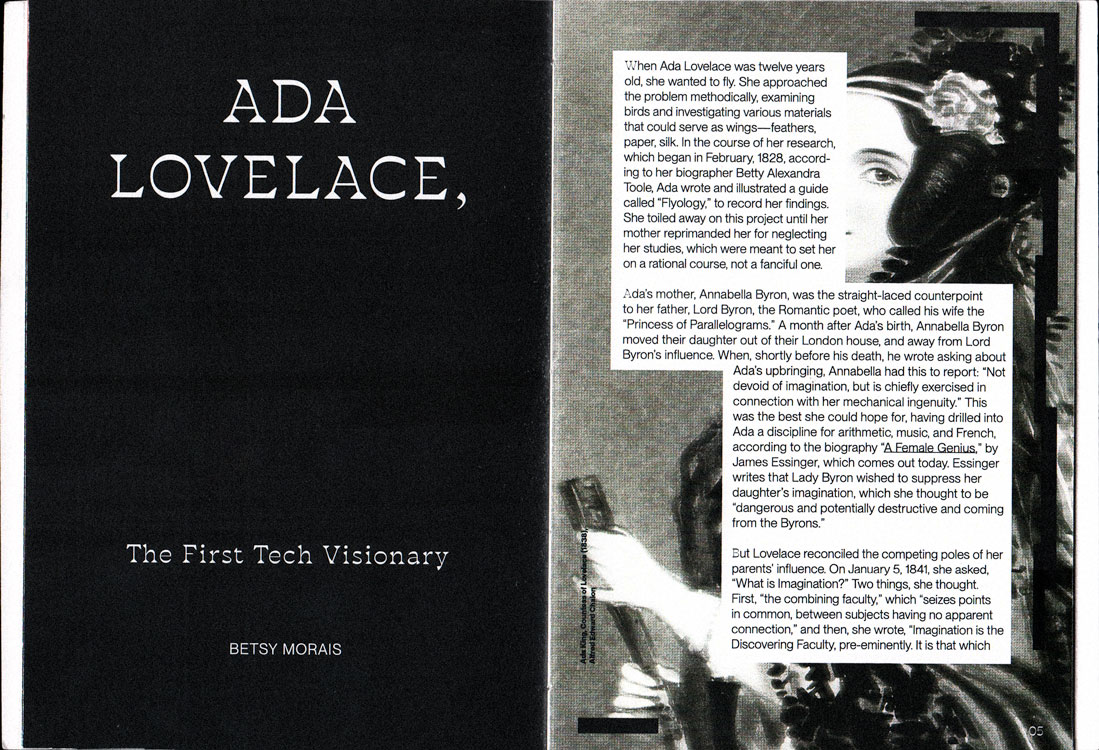 ADA
LOVELACE,
The First Tech Visionary
BETSY MORAIS
When Ada Lovelace was twelve years
old, she wanted to fly. She approached
the problem methodically, examining
birds and investigating various materials
that could serve as wings—feathers,
paper, silk. In the course of her research,
which began in February, 1828, accord-
ing to her biographer Betty Alexandra
Toole, Ada wrote and illustrated a guide
called “Flyology,” to record her findings.
She toiled away on this project until her
mother reprimanded her for neglecting
her studies, which were meant to set her
on a rational course, not a fanciful one.
Ada’s mother, Annabella Byron, was the straight-laced counterpoint
to her father, Lord Byron, the Romantic poet, who called his wife the
“Princess of Parallelograms.” A month after Ada’s birth, Annabella Byron
moved their daughter out of their London house, and away from Lord
Byron’s influence. When, shortly before his death, he wrote asking about
Ada’s upbringing, Annabella had this to report: “Not
devoid of imagination, but is chiefly exercised in
connection with her mechanical ingenuity.” This
was the best she could hope for, having drilled into
Ada a discipline for arithmetic, music, and French,
according to the biography “A Female Genius,” by
James Essinger, which comes out today. Essinger
writes that Lady Byron wished to suppress her
daughter’s imagination, which she thought to be
“dangerous and potentially destructive and coming
from the Byrons.”
But Lovelace reconciled the competing poles of her
parents’ influence. On January 5, 1841, she asked,
“What is Imagination?” Two things, she thought.
First, “the combining faculty,” which “seizes points
in common, between subjects having no apparent
connection,” and then, she wrote, “Imagination is the
Discovering Faculty, pre-eminently. It is that which
Ada King, Countess of Lovelace (1838),
Alfred Edward Chalon
05